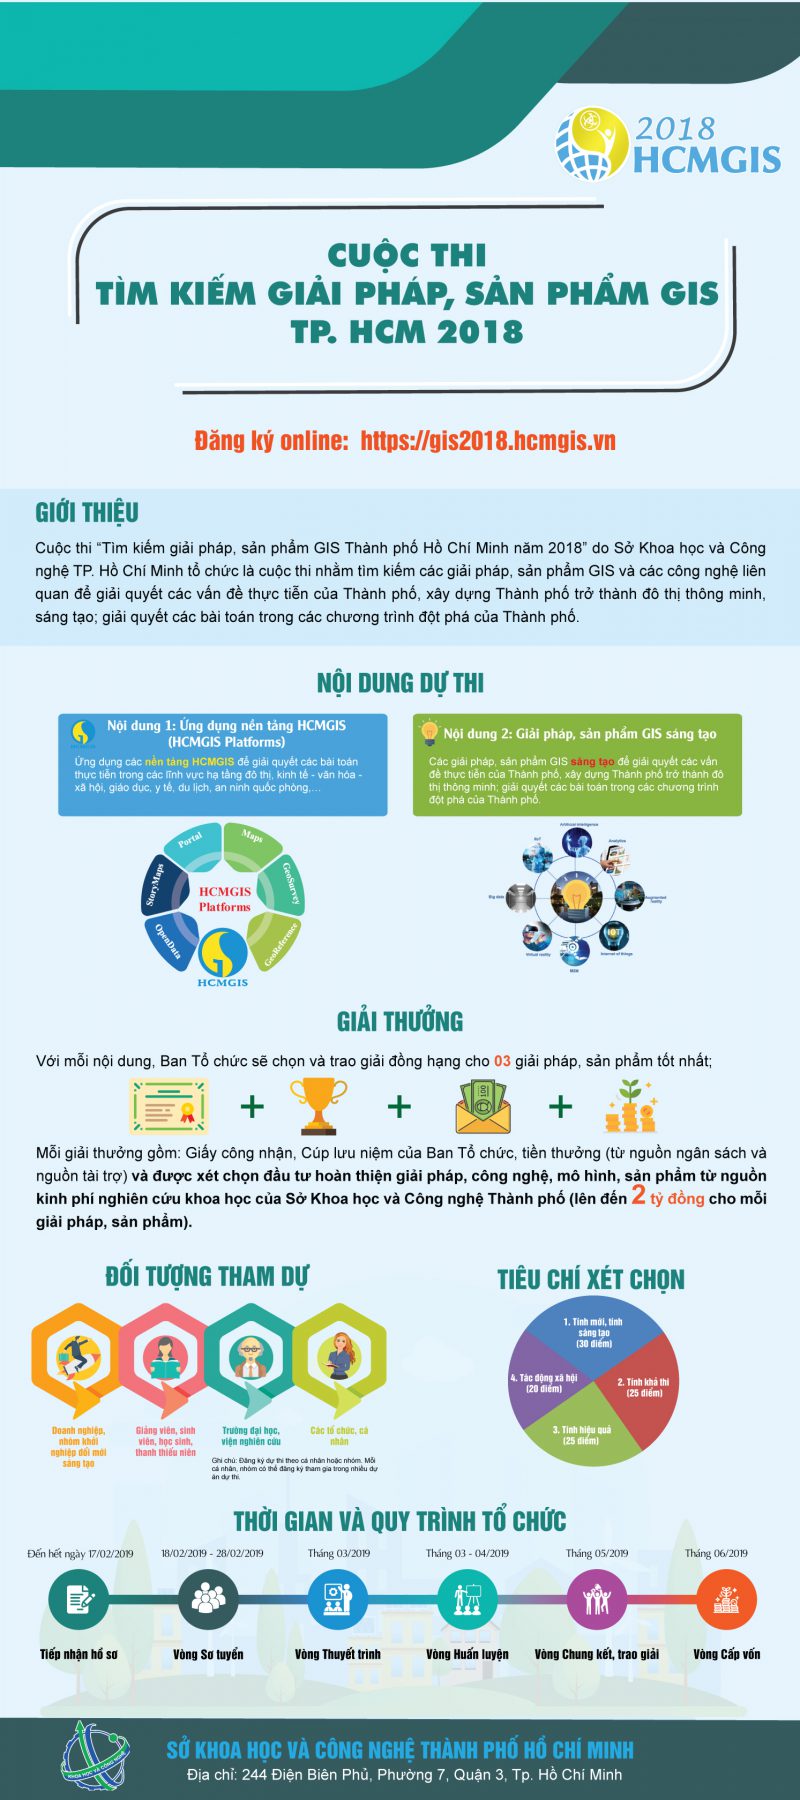 2018
HCMGIS
CUỘC THI
TÌM KIẾM GIẢI PHÁP, SẢN PHẨM GIS
TP. HCM 2018
Đăng ký online: https://gis2018.hcmgis.vn
GIỚI THIỆU
Cuộc thi “Tìm kiếm giải pháp, sản phẩm GIS Thành phố Hồ Chí Minh năm 2018” do Sở Khoa học và Công
nghệ TP. Hồ Chí Minh tổ chức là cuộc thi nhằm tìm kiếm các giải pháp, sản phẩm GIS và các công nghệ liên
quan để giải quyết các vấn đề thực tiễn của Thành phố, xây dựng Thành phố trở thành đô thị thông minh,
sáng tạo; giải quyết các bài toán trong các chương trình đột phá của Thành phố.
NỘI DUNG DỰ THI
Nội dung 1: Ứng dụng nền tảng HCMGIS
(HCMGIS Platforms)
Ứng dụng các nền tảng HCMGIS để giải quyết các bài toán
thực tiễn trong các lĩnh vực hạ tầng đô thị, kinh tế - văn hóa -
xã hội, giáo dục, y tế, du lịch, an ninh quốc phòng,...
Nội dung 2: Giải pháp, sản phẩm GIS sáng tạo
Các giải pháp, sản phẩm GIS sáng tạo để giải quyết các vấn
đề thực tiễn của Thành phố, xây dựng Thành phố trở thành đô
thị thông minh; giải quyết các bài toán trong các chương trình
đột phá của Thành phố.
Portal
Maps
StoryMaps
GeoSurvey
OpenData
GeoReference
HCMGIS
Platforms
HCMGIS
Artificial intelligence
Analytics
Big data
Augmented
reality
Virtual reality
Internet of things
GIẢI THƯỞNG
Với mỗi nội dung, Ban Tổ chức sẽ chọn và trao giải đồng hạng cho 03 giải pháp, sản phẩm tốt nhất;
+ + +
Mỗi giải thưởng gồm: Giấy công nhận, Cúp lưu niệm của Ban Tổ chức, tiền thưởng (từ nguồn ngân sách và
nguồn tài trợ) và được xét chọn đầu tư hoàn thiện giải pháp, công nghệ, mô hình, sản phẩm từ nguồn
kinh phí nghiên cứu khoa học của Sở Khoa học và Công nghệ Thành phố (lên đến 2 tỷ đồng cho mỗi
giải pháp, sản phẩm).
ĐỐI TƯỢNG THAM DỰ
Doanh nghiệp,
nhóm khởi
nghiệp đổi mới
sáng tạo
Giảng viên, sinh
viên, học sinh,
thanh thiếu niên
Trường đại học,
viện nghiên cứu
Các tổ chức, cá
nhân
Ghi chú: Đăng ký dự thi theo cá nhân hoặc nhóm. Mỗi
cá nhân, nhóm có thể đăng ký tham gia trong nhiều dự
án dự thi.
TIÊU CHÍ XÉT CHỌN
1. Tính mới, tính
sáng tạo
(30 điểm)
2. Tính khả thi
(25 điểm)
3. Tính hiệu quả
(25 điểm)
4. Tác động xã hội
(20 điểm)
THỜI GIAN VÀ QUY TRÌNH TỔ CHỨC
Đến hết ngày 17/02/2019
18/02/2019 - 28/02/2019
Tháng 03/2019
Tháng 03 - 04/2019
Tháng 05/2019
Tháng 06/2019
Tiếp nhận hồ sơ
Vòng Sơ tuyển
Vòng Thuyết trình
Vòng Huấn luyện
Vòng Chung kết, trao giải
Vòng Cấp vốn
KHOA HỌC VÀ CÔNG NGHỆ
SỞ KHOA HỌC VÀ CÔNG NGHỆ THÀNH PHỐ HỒ CHÍ MINH
Địa chỉ: 244 Điện Biên Phủ, Phường 7, Quận 3, Tp. Hồ Chí Minh